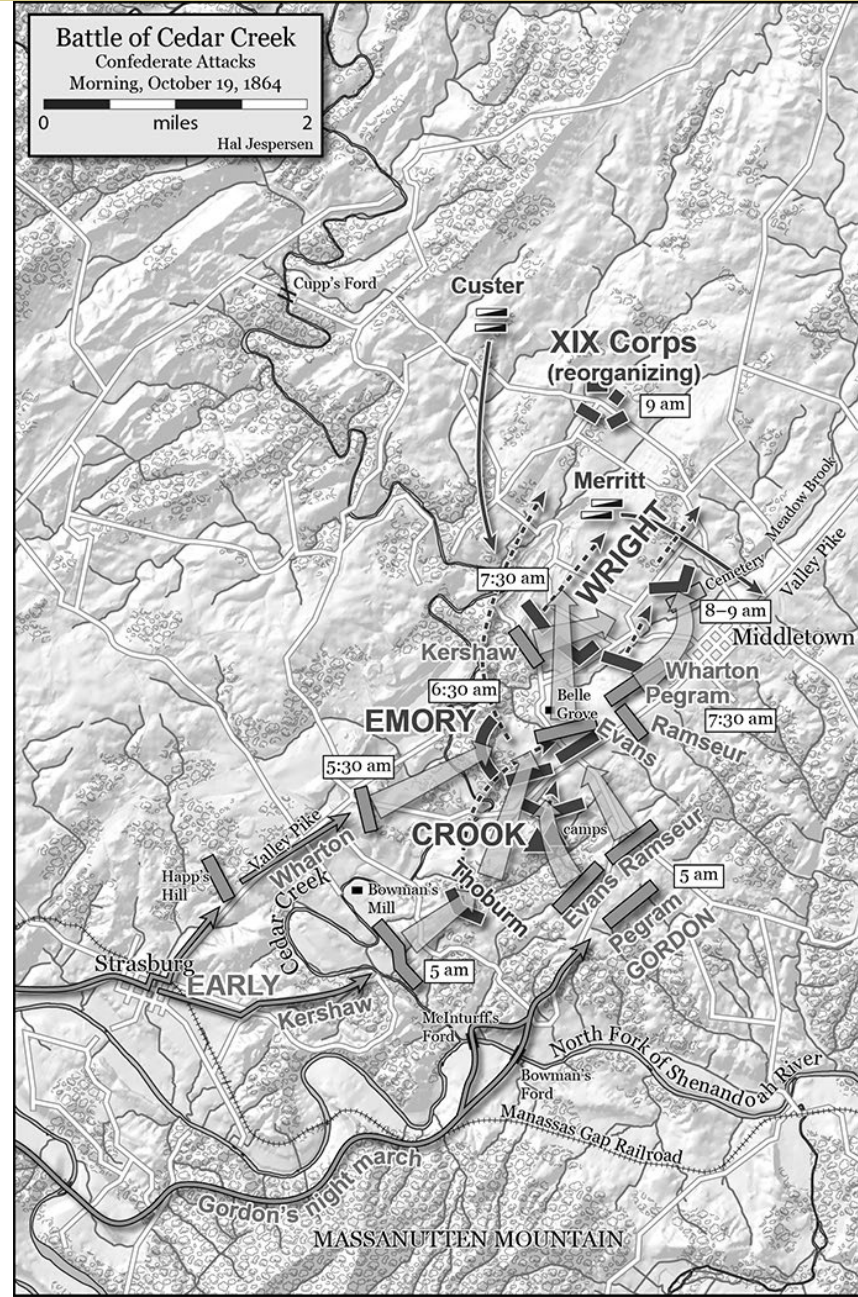 Battle of Cedar Creek
Confederate Attacks
Morning, October 19, 1864
0 miles 2
Hal Jespersen
Cupp's Ford
Custer
XIX Corps
(reorganizing)
9 am
Merritt
WRIGHT
Meadow Brook
Cemetery
Valley Pike
7:30 am
8–9 am
Middletown
Kershaw
Wharton
Pegram
6:30 am
Belle
Grove
7:30 am
EMORY
Evans
Ramseur
5:30 am
Valley Pike
Wharton
CROOK
camps
Happ's
Hill
Cedar Creek
Bowman's
Mill
Thoburm
Evans
Ramseur
5 am
Pegram
GORDON
Strasburg
EARLY
Kershaw
5 am
McInturff's
Ford
North Fork of Shenandoah River
Bowman's
Ford
Manassas Gap Railroad
Gordon's night march
MASSANUTTEN MOUNTAIN